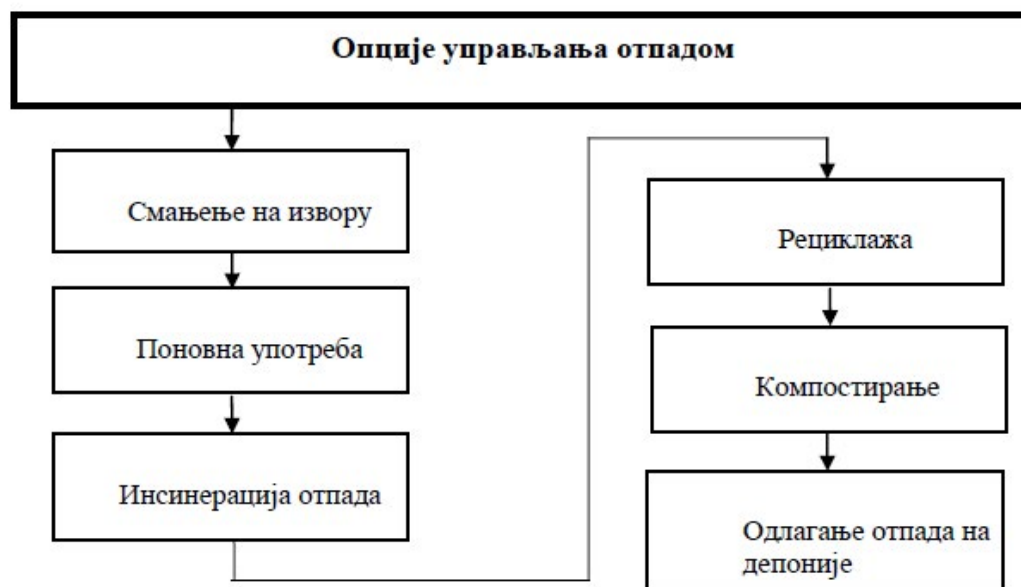 Опције управљања отпадом
Смањење на извору
Поновна употреба
Инсинерација отпада
Рециклажа
Компостирање
Одлагање отпада на
депоније